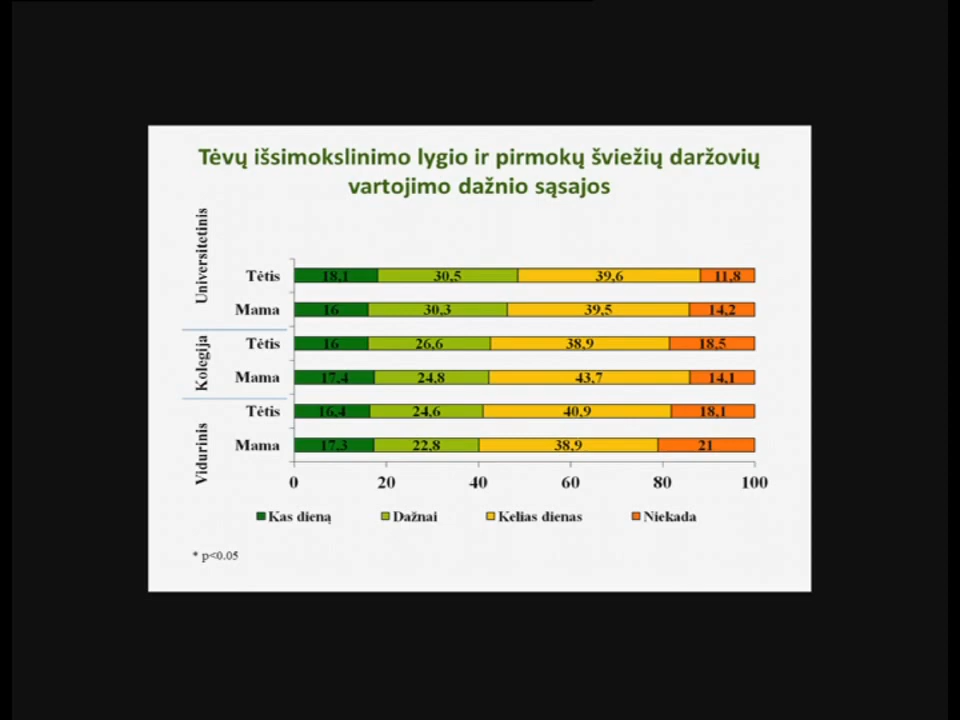 Tėvų išsimokslinimo lygio ir pirmokų šviežių daržovių
vartojimo dažnio sąsajos
Universitetinis
Tėtis 18,1 30,5 39,6 11,8
Mama 16 30,3 39,5 14,2
Kolegija
Tėtis 16 26,6 38,9 18,5
Mama 17,4 24,8 43,7 14,1
Vidurinis
Tėtis 16,4 24,6 40,9 18,1
Mama 17,3 22,8 38,9 21
0 20 40 60 80 100
Kas dieną Dažnai Kelias dienas Niekada
* p<0.05